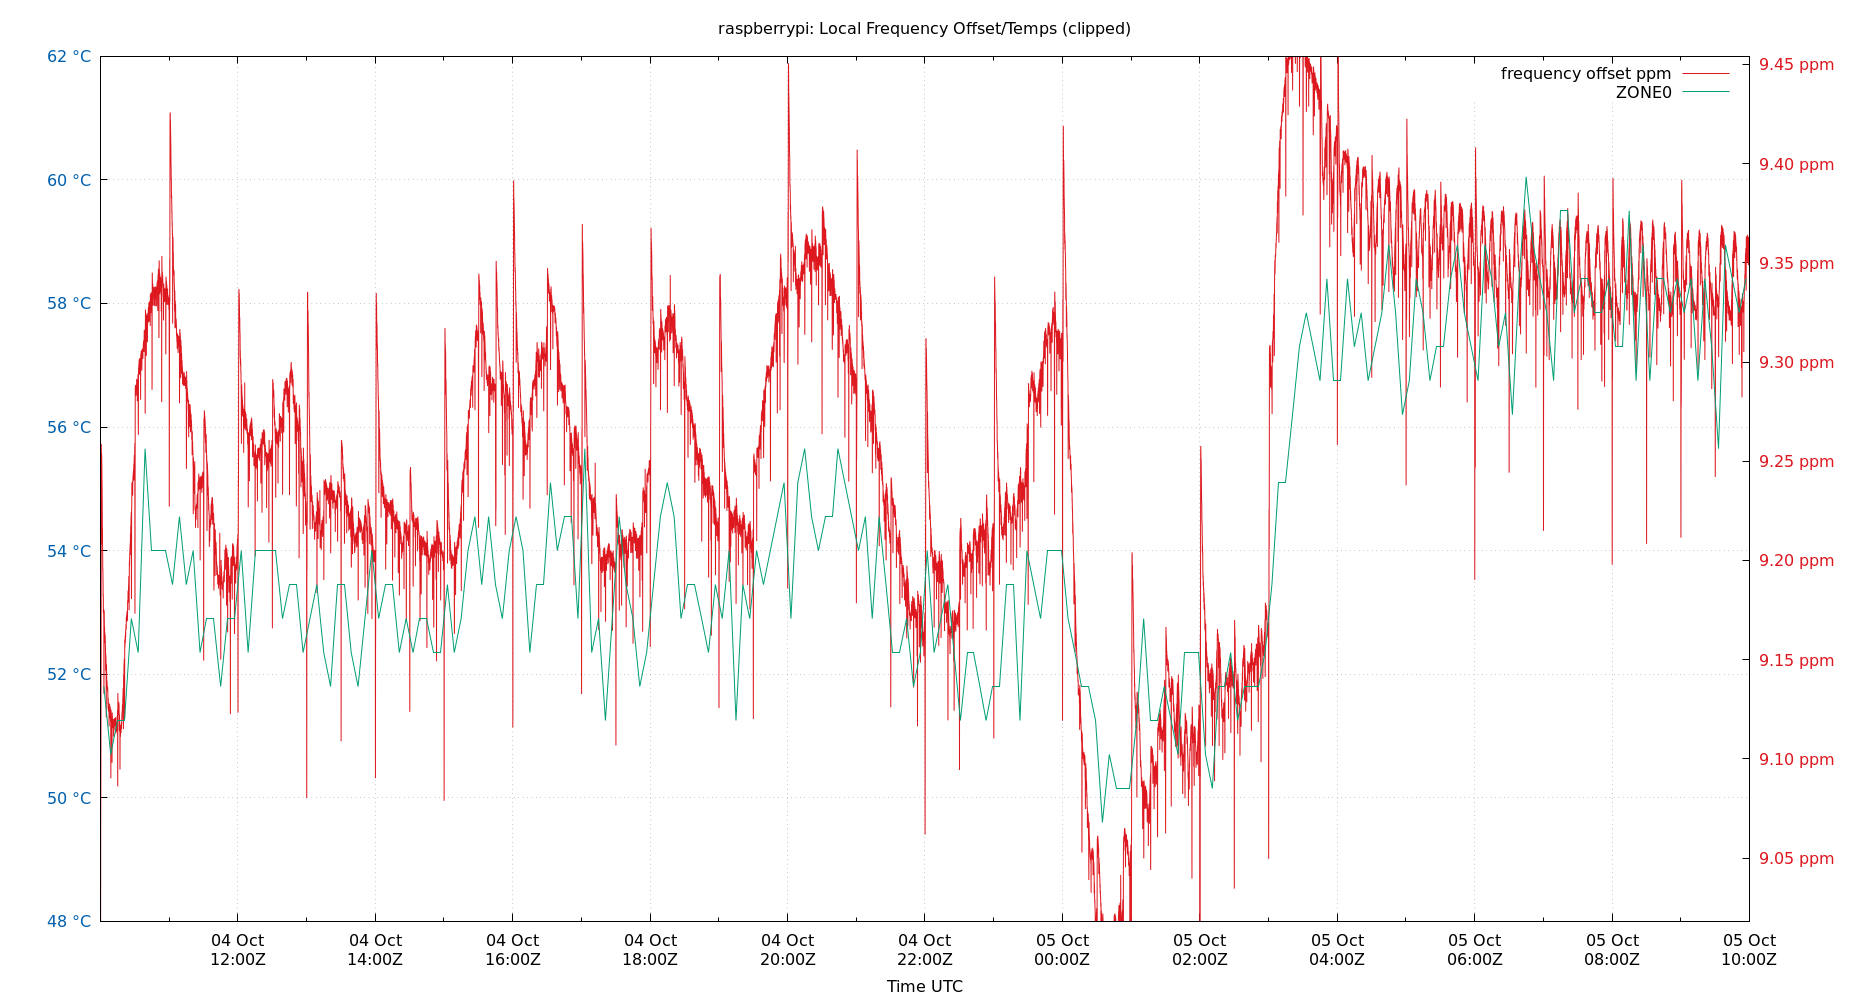 raspberrypi: Local Frequency Offset/Temps (clipped)
62 °C
60 °C
58 °C
56 °C
54 °C
52 °C
50 °C
48 °C
frequency offset ppm
ZONE0
9.45 ppm
9.40 ppm
9.35 ppm
9.30 ppm
9.25 ppm
9.20 ppm
9.15 ppm
9.10 ppm
9.05 ppm
04 Oct 04 Oct 04 Oct 04 Oct 04 Oct 04 Oct 05 Oct 05 Oct 05 Oct 05 Oct 05 Oct 05 Oct
12:00Z 14:00Z 16:00Z 18:00Z 20:00Z 22:00Z 00:00Z 02:00Z 04:00Z 06:00Z 08:00Z 10:00Z
Time UTC